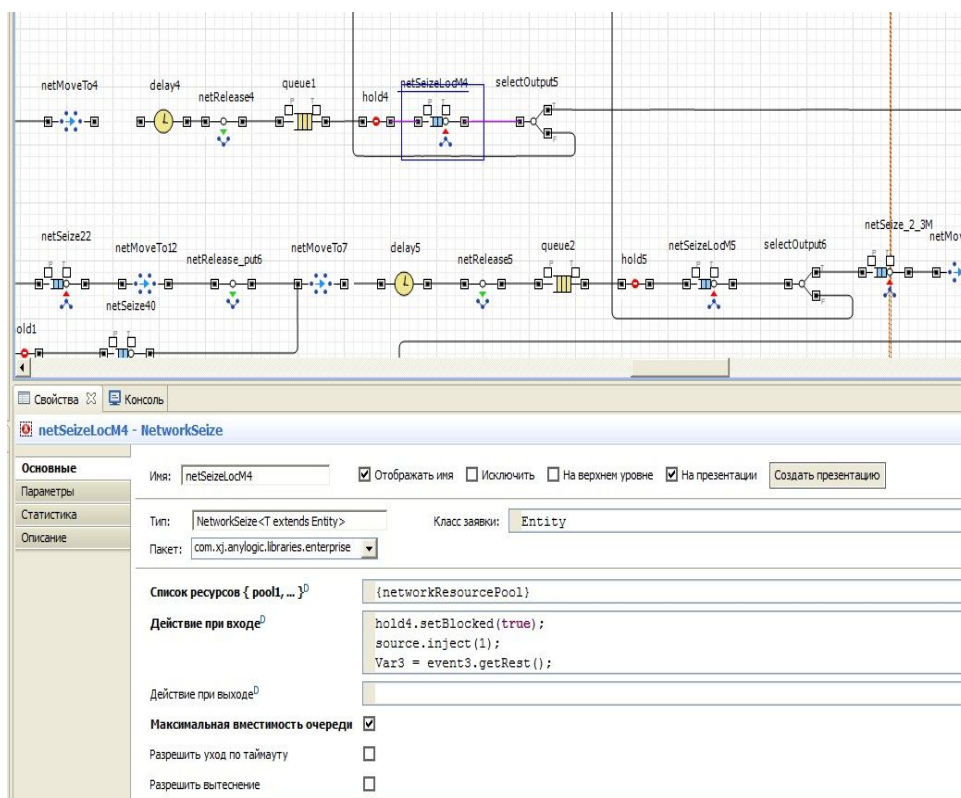 netMoveTo4
delay4
netRelease4
queue1
hold4
netSeizeLocM4
selectOutput5
netSeize22
netMoveTo12
netRelease_put6
netMoveTo7
delay5
netRelease5
queue2
hold5
netSeizeLocM5
selectOutput6
netSeize_2_3M
netMov
netSeize40
old1
Свойства
Консоль
netSeizeLocM4 - NetworkSeize
Основные
Параметры
Статистика
Описание
Имя: netSeizeLocM4 Отображать имя Исключить На верхнем уровне На презентации Создать презентацию
Тип: NetworkSeize<T extends Entity> Класс заявки: Entity
Пакет: com.xj.anylogic.libraries.enterprise
Список ресурсов { pool1, ... }D {networkResourcePool}
Действие при входеD hold4.setBlocked(true);
source.inject(1);
Var3 = event3.getRest();
Действие при выходеD
Максимальная вместимость очереди
Разрешить уход по таймауту
Разрешить вытеснение